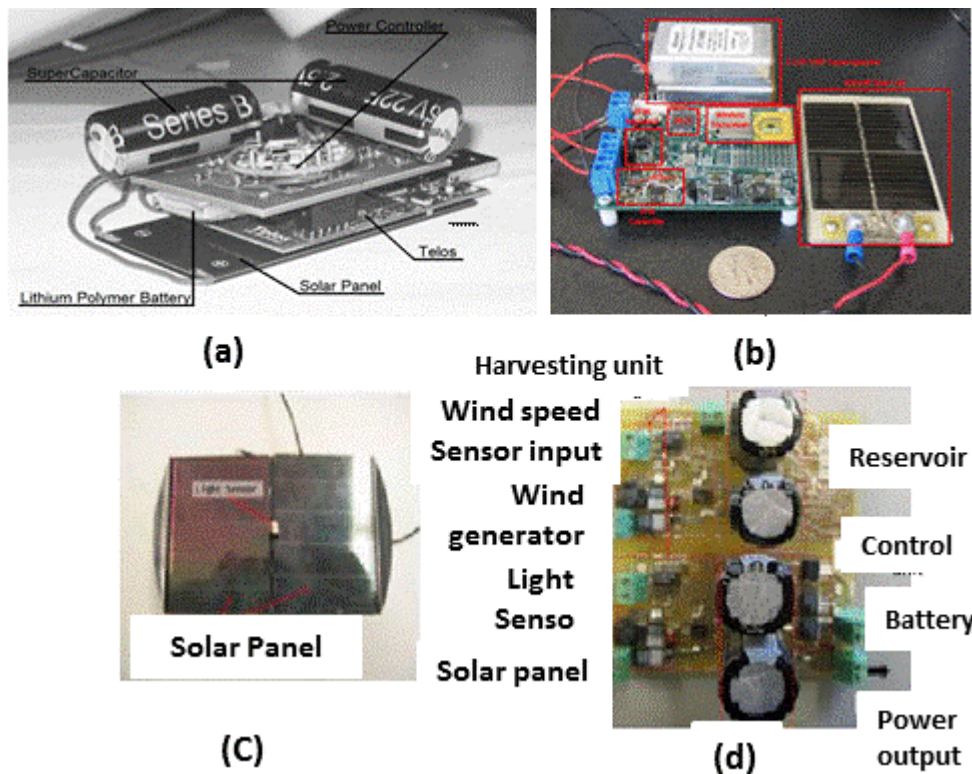 Power Controller
SuperCapacitor
Series B
Telos
Solar Panel
Lithium Polymer Battery
(a)
(b)
Harvesting unit
Wind speed
Sensor input
Wind
generator
Light
Senso
Solar panel
Reservoir
Control
Battery
Power
output
Light Sensor
Solar Panel
(C)
(d)